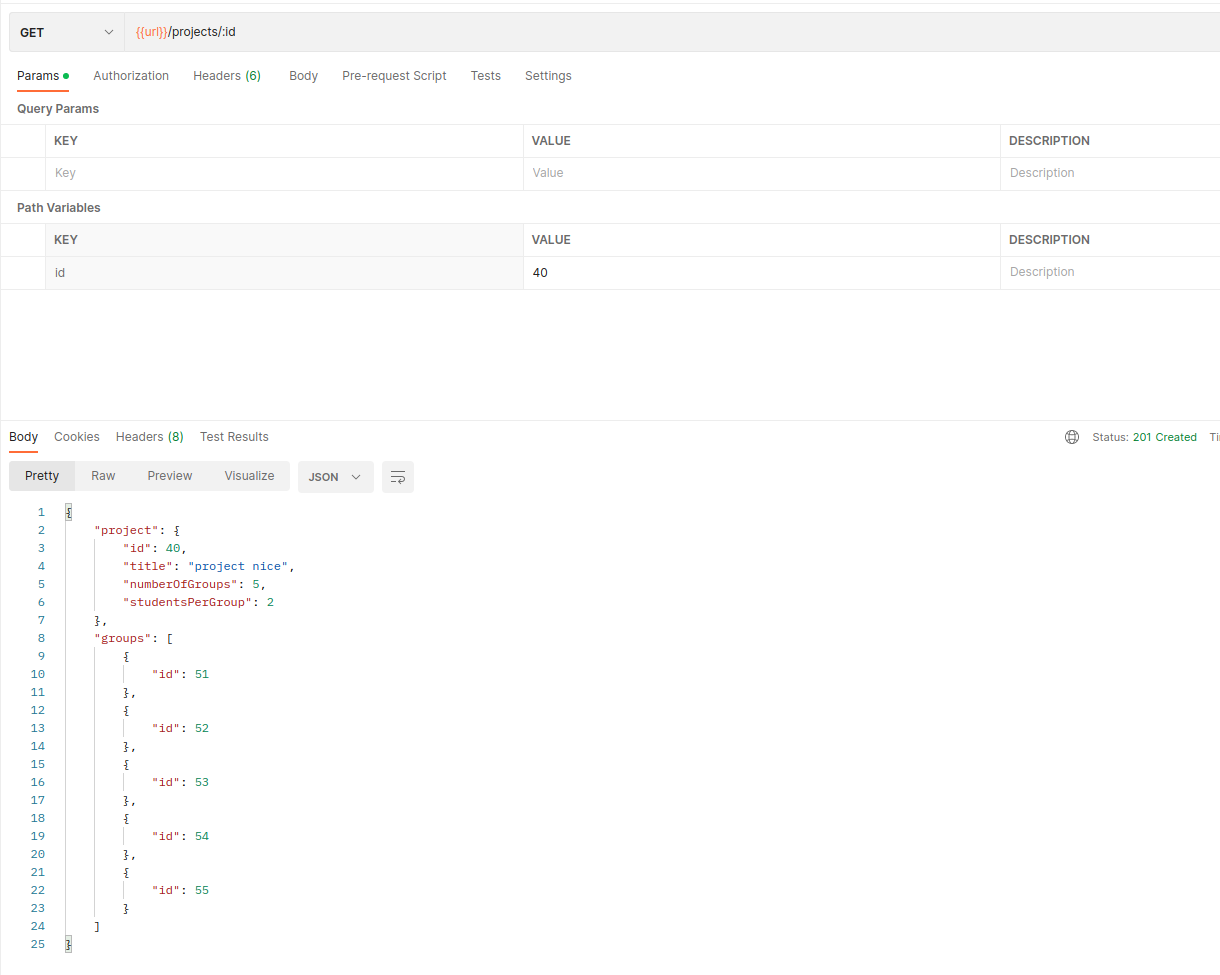 GET {{url}}/projects/:id
Params Authorization Headers (6) Body Pre-request Script Tests Settings
Query Params
KEY VALUE DESCRIPTION
Key Value Description
Path Variables
KEY VALUE DESCRIPTION
id 40 Description
Body Cookies Headers (8) Test Results Status: 201 Created
Pretty Raw Preview Visualize JSON
1 {
2 "project": {
3 "id": 40,
4 "title": "project nice",
5 "numberOfGroups": 5,
6 "studentsPerGroup": 2
7 },
8 "groups": [
9 {
10 "id": 51
11 },
12 {
13 "id": 52
14 },
15 {
16 "id": 53
17 },
18 {
19 "id": 54
20 },
21 {
22 "id": 55
23 }
24 ]
25 }